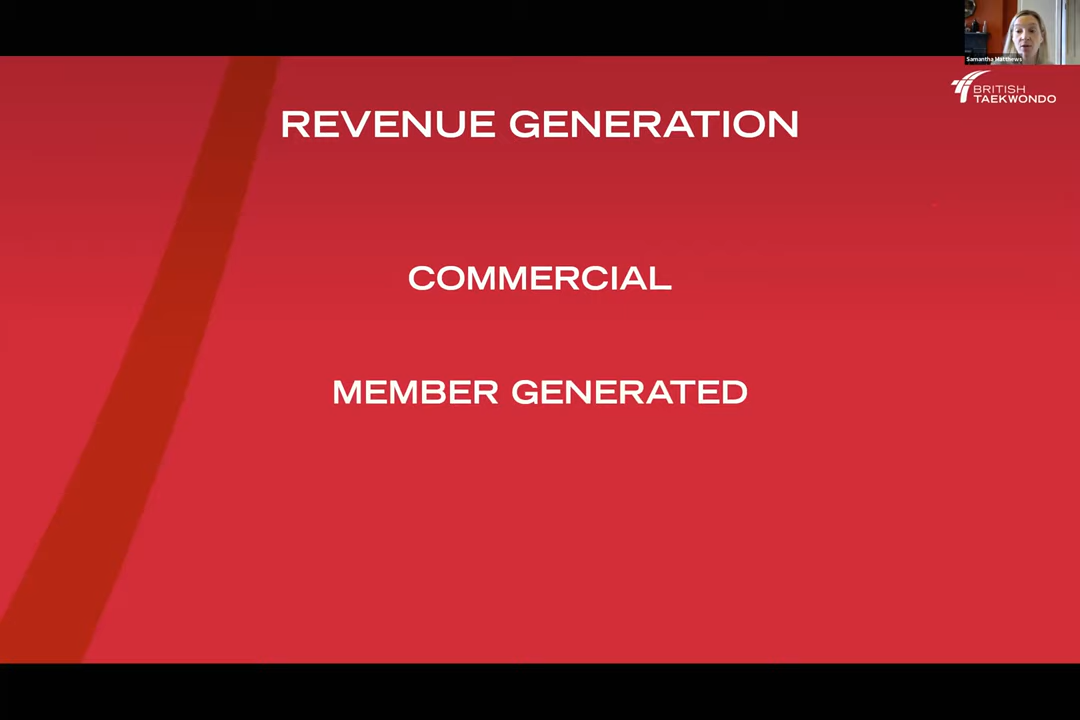 Samantha Matthews
BRITISH
TAEKWONDO
REVENUE GENERATION
COMMERCIAL
MEMBER GENERATED